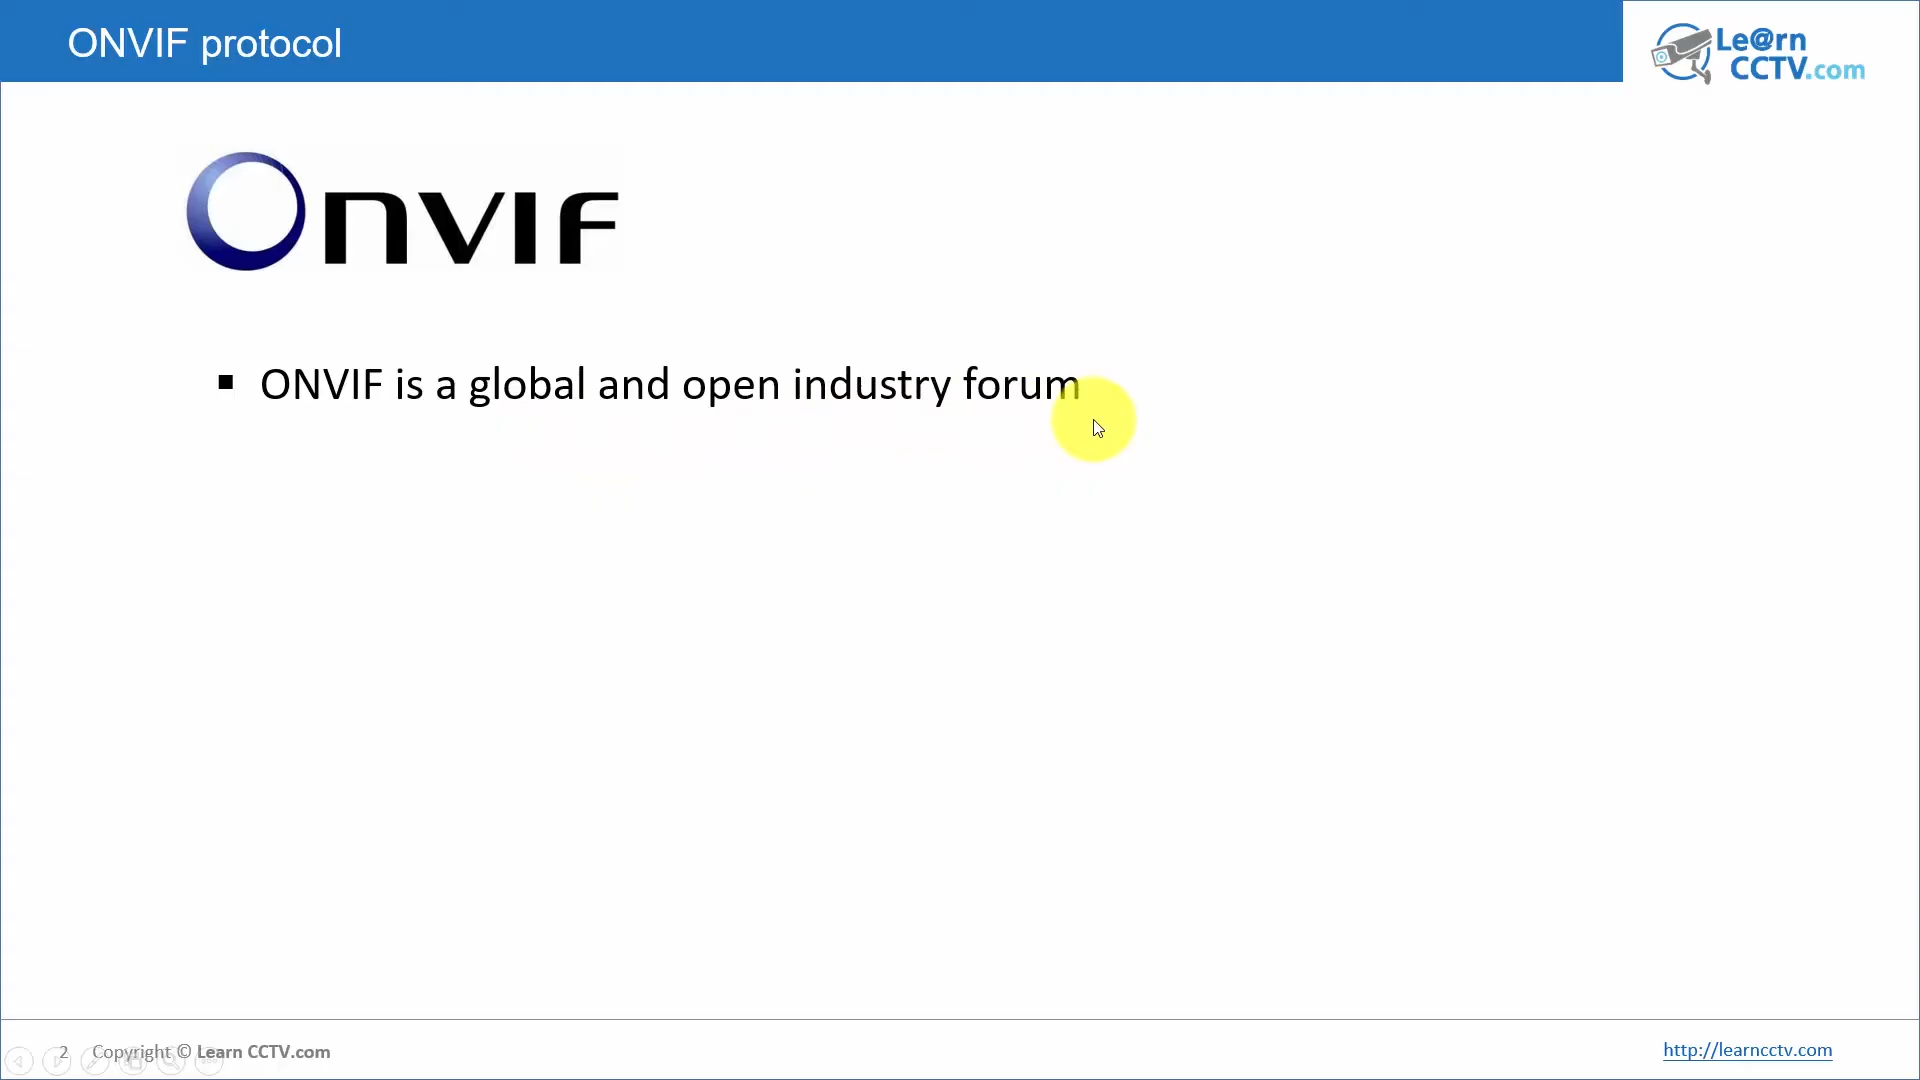 ONVIF protocol
Le@rn
CCTV.com
ONVIF
▪ ONVIF is a global and open industry forum
2 Copyright © Learn CCTV.com
http://learncctv.com